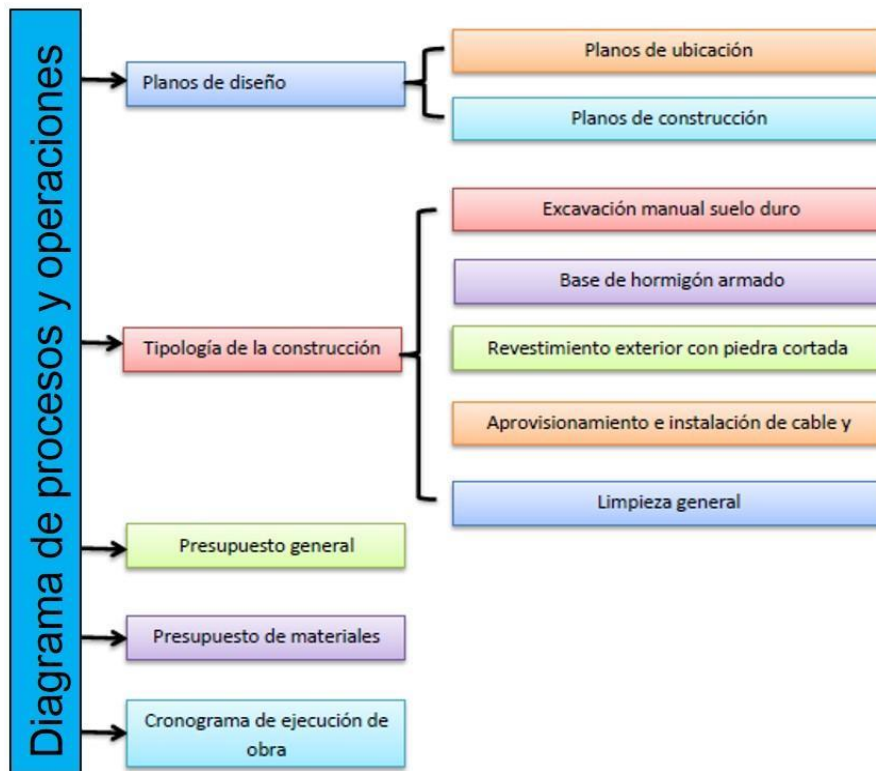 Diagrama de procesos y operaciones
Planos de diseño
Planos de ubicación
Planos de construcción
Tipología de la construcción
Excavación manual suelo duro
Base de hormigón armado
Revestimiento exterior con piedra cortada
Aprovisionamiento e instalación de cable y
Limpieza general
Presupuesto general
Presupuesto de materiales
Cronograma de ejecución de
obra